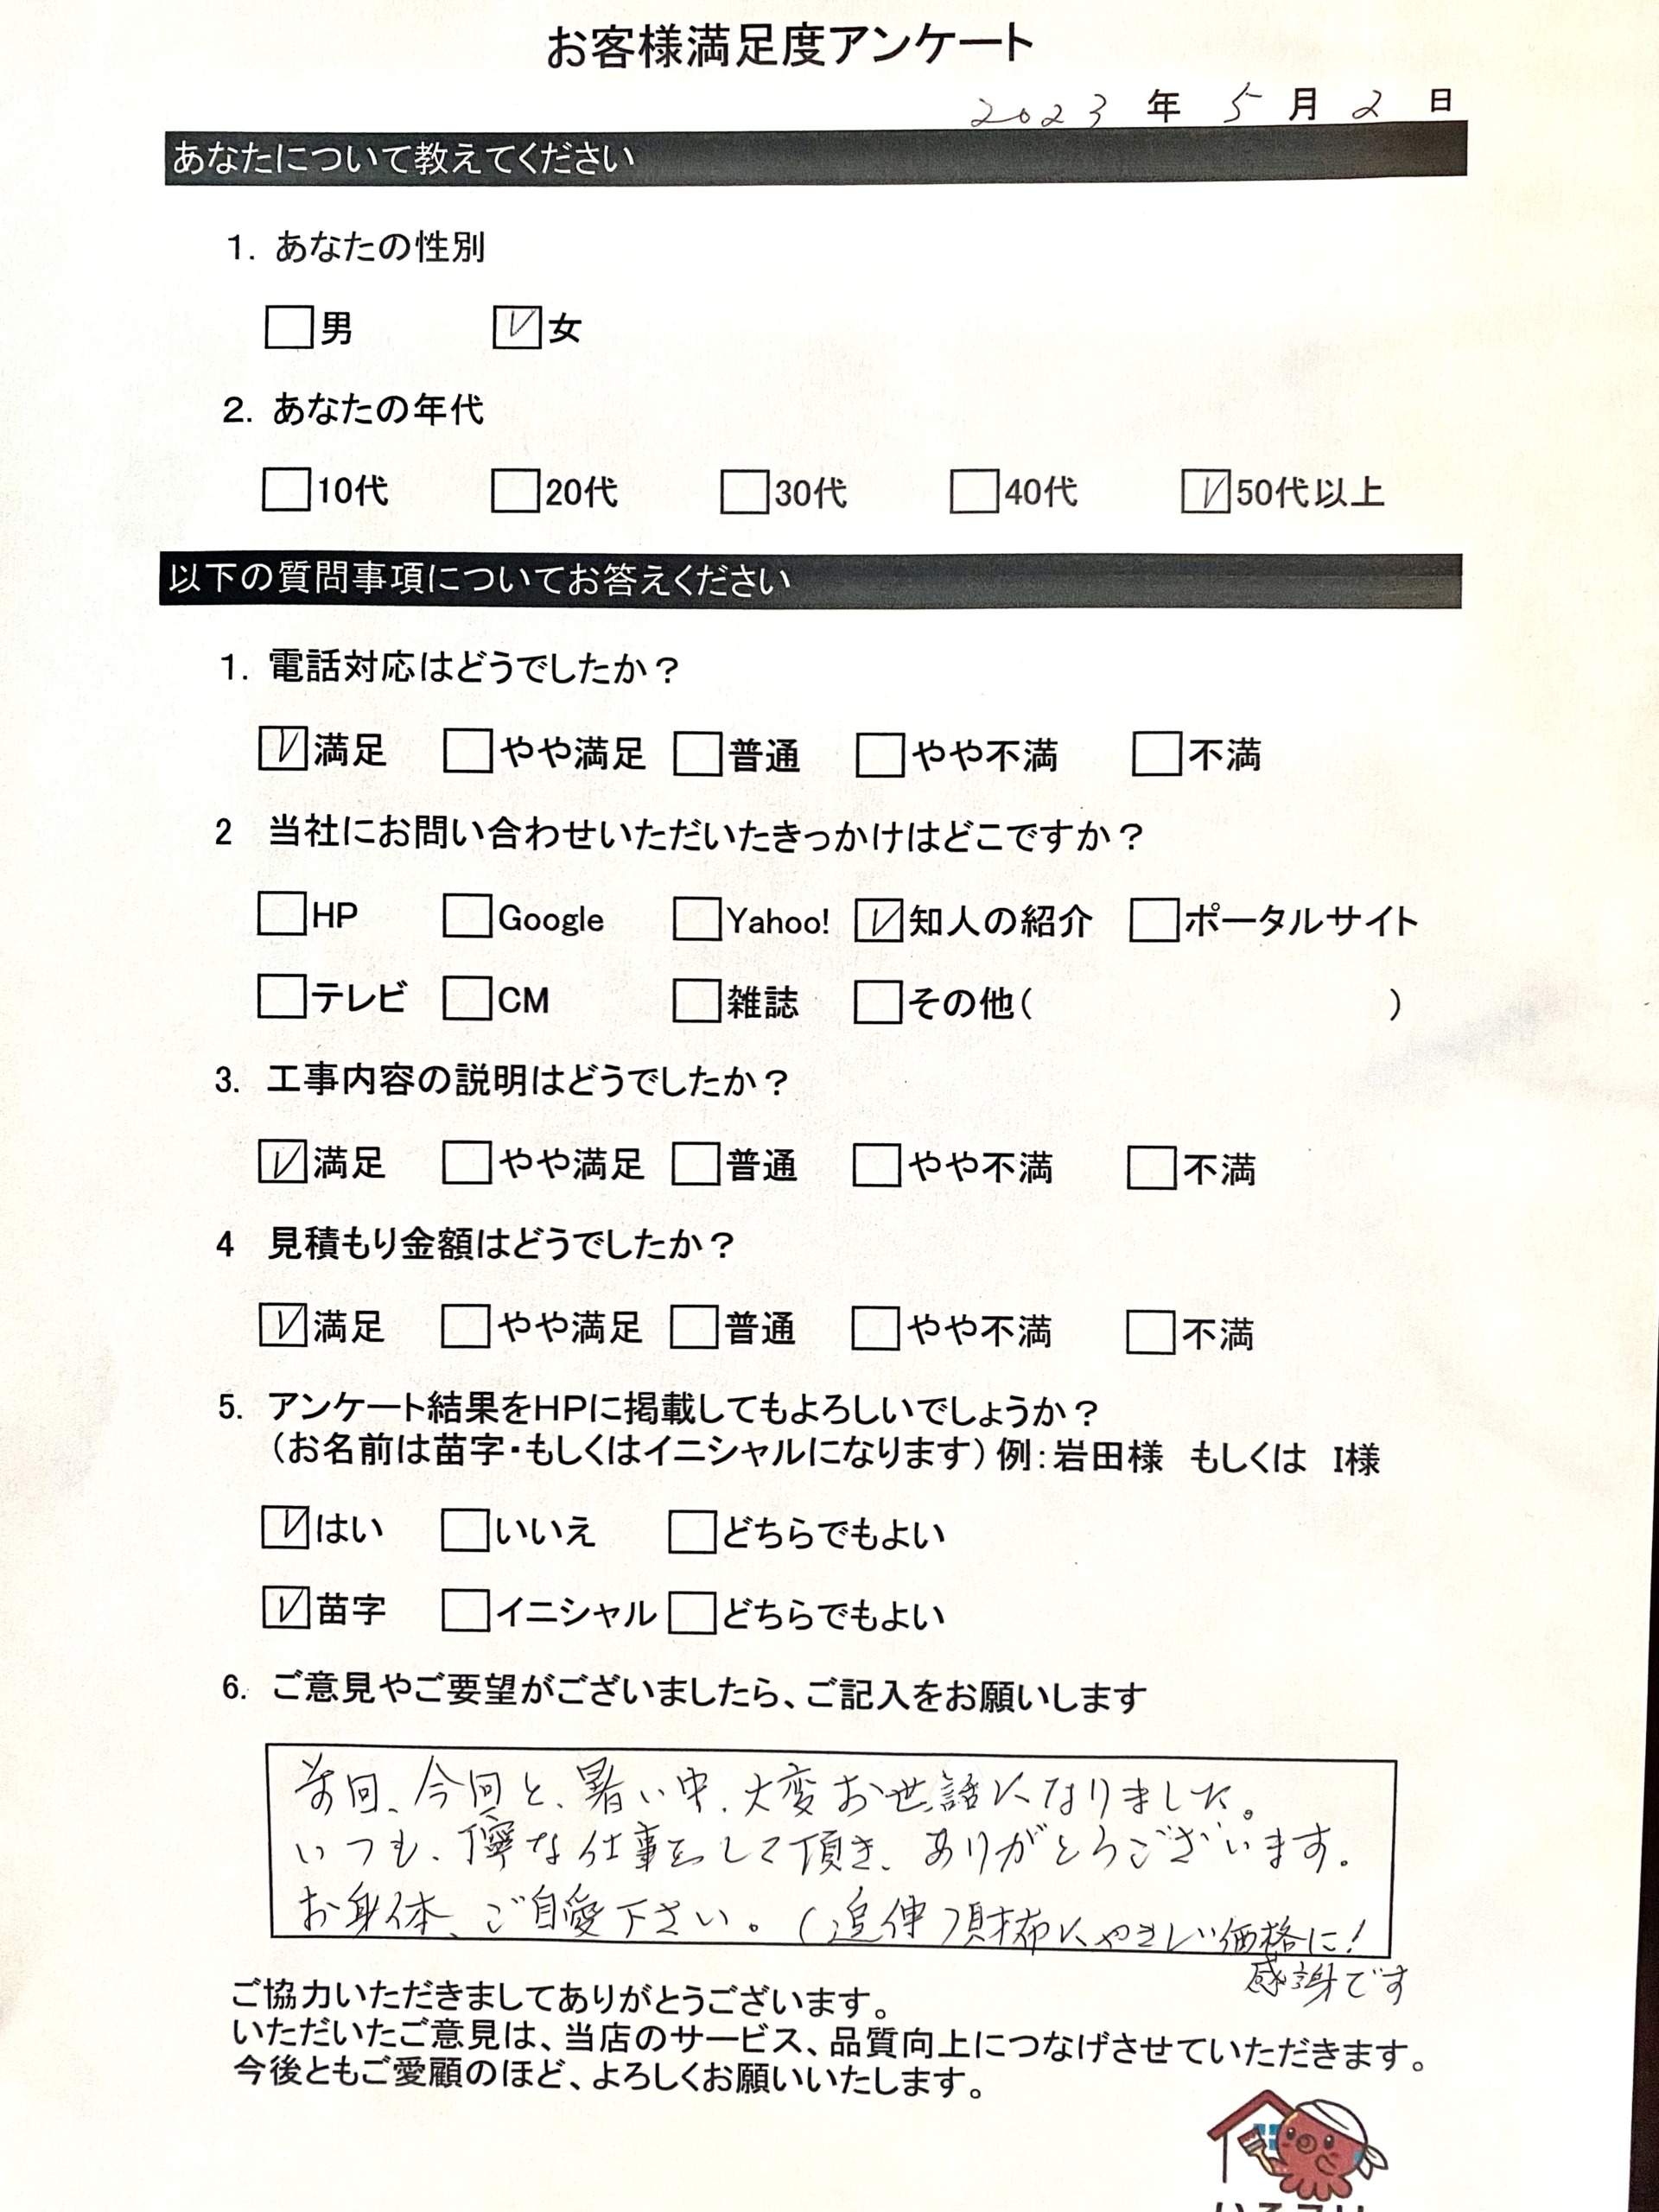 お客様満足度アンケート
2023 年 5 月 2 日
あなたについて教えてください
1. あなたの性別
□男 ☑女
2. あなたの年代
□10代 □20代 □30代 □40代 ☑50代以上
以下の質問事項についてお答えください
1. 電話対応はどうでしたか？
☑満足 □やや満足 □普通 □やや不満 □不満
2 当社にお問い合わせいただいたきっかけはどこですか？
□HP □Google □Yahoo! ☑知人の紹介 □ポータルサイト
□テレビ □CM □雑誌 □その他( )
3. 工事内容の説明はどうでしたか？
☑満足 □やや満足 □普通 □やや不満 □不満
4 見積もり金額はどうでしたか？
☑満足 □やや満足 □普通 □やや不満 □不満
5. アンケート結果をHPに掲載してもよろしいでしょうか？
（お名前は苗字・もしくはイニシャルになります）例：岩田様 もしくは I様
☑はい □いいえ □どちらでもよい
☑苗字 □イニシャル □どちらでもよい
6. ご意見やご要望がございましたら、ご記入をお願いします
前回、今回と、暑い中、大変お世話になりました。
いつも、丁寧な仕事をして頂き、ありがとうございます。
お身体、ご自愛下さい。(追伸)財布にやさしい価格に！
感謝です
ご協力いただきましてありがとうございます。
いただいたご意見は、当店のサービス、品質向上につなげさせていただきます。
今後ともご愛顧のほど、よろしくお願いいたします。